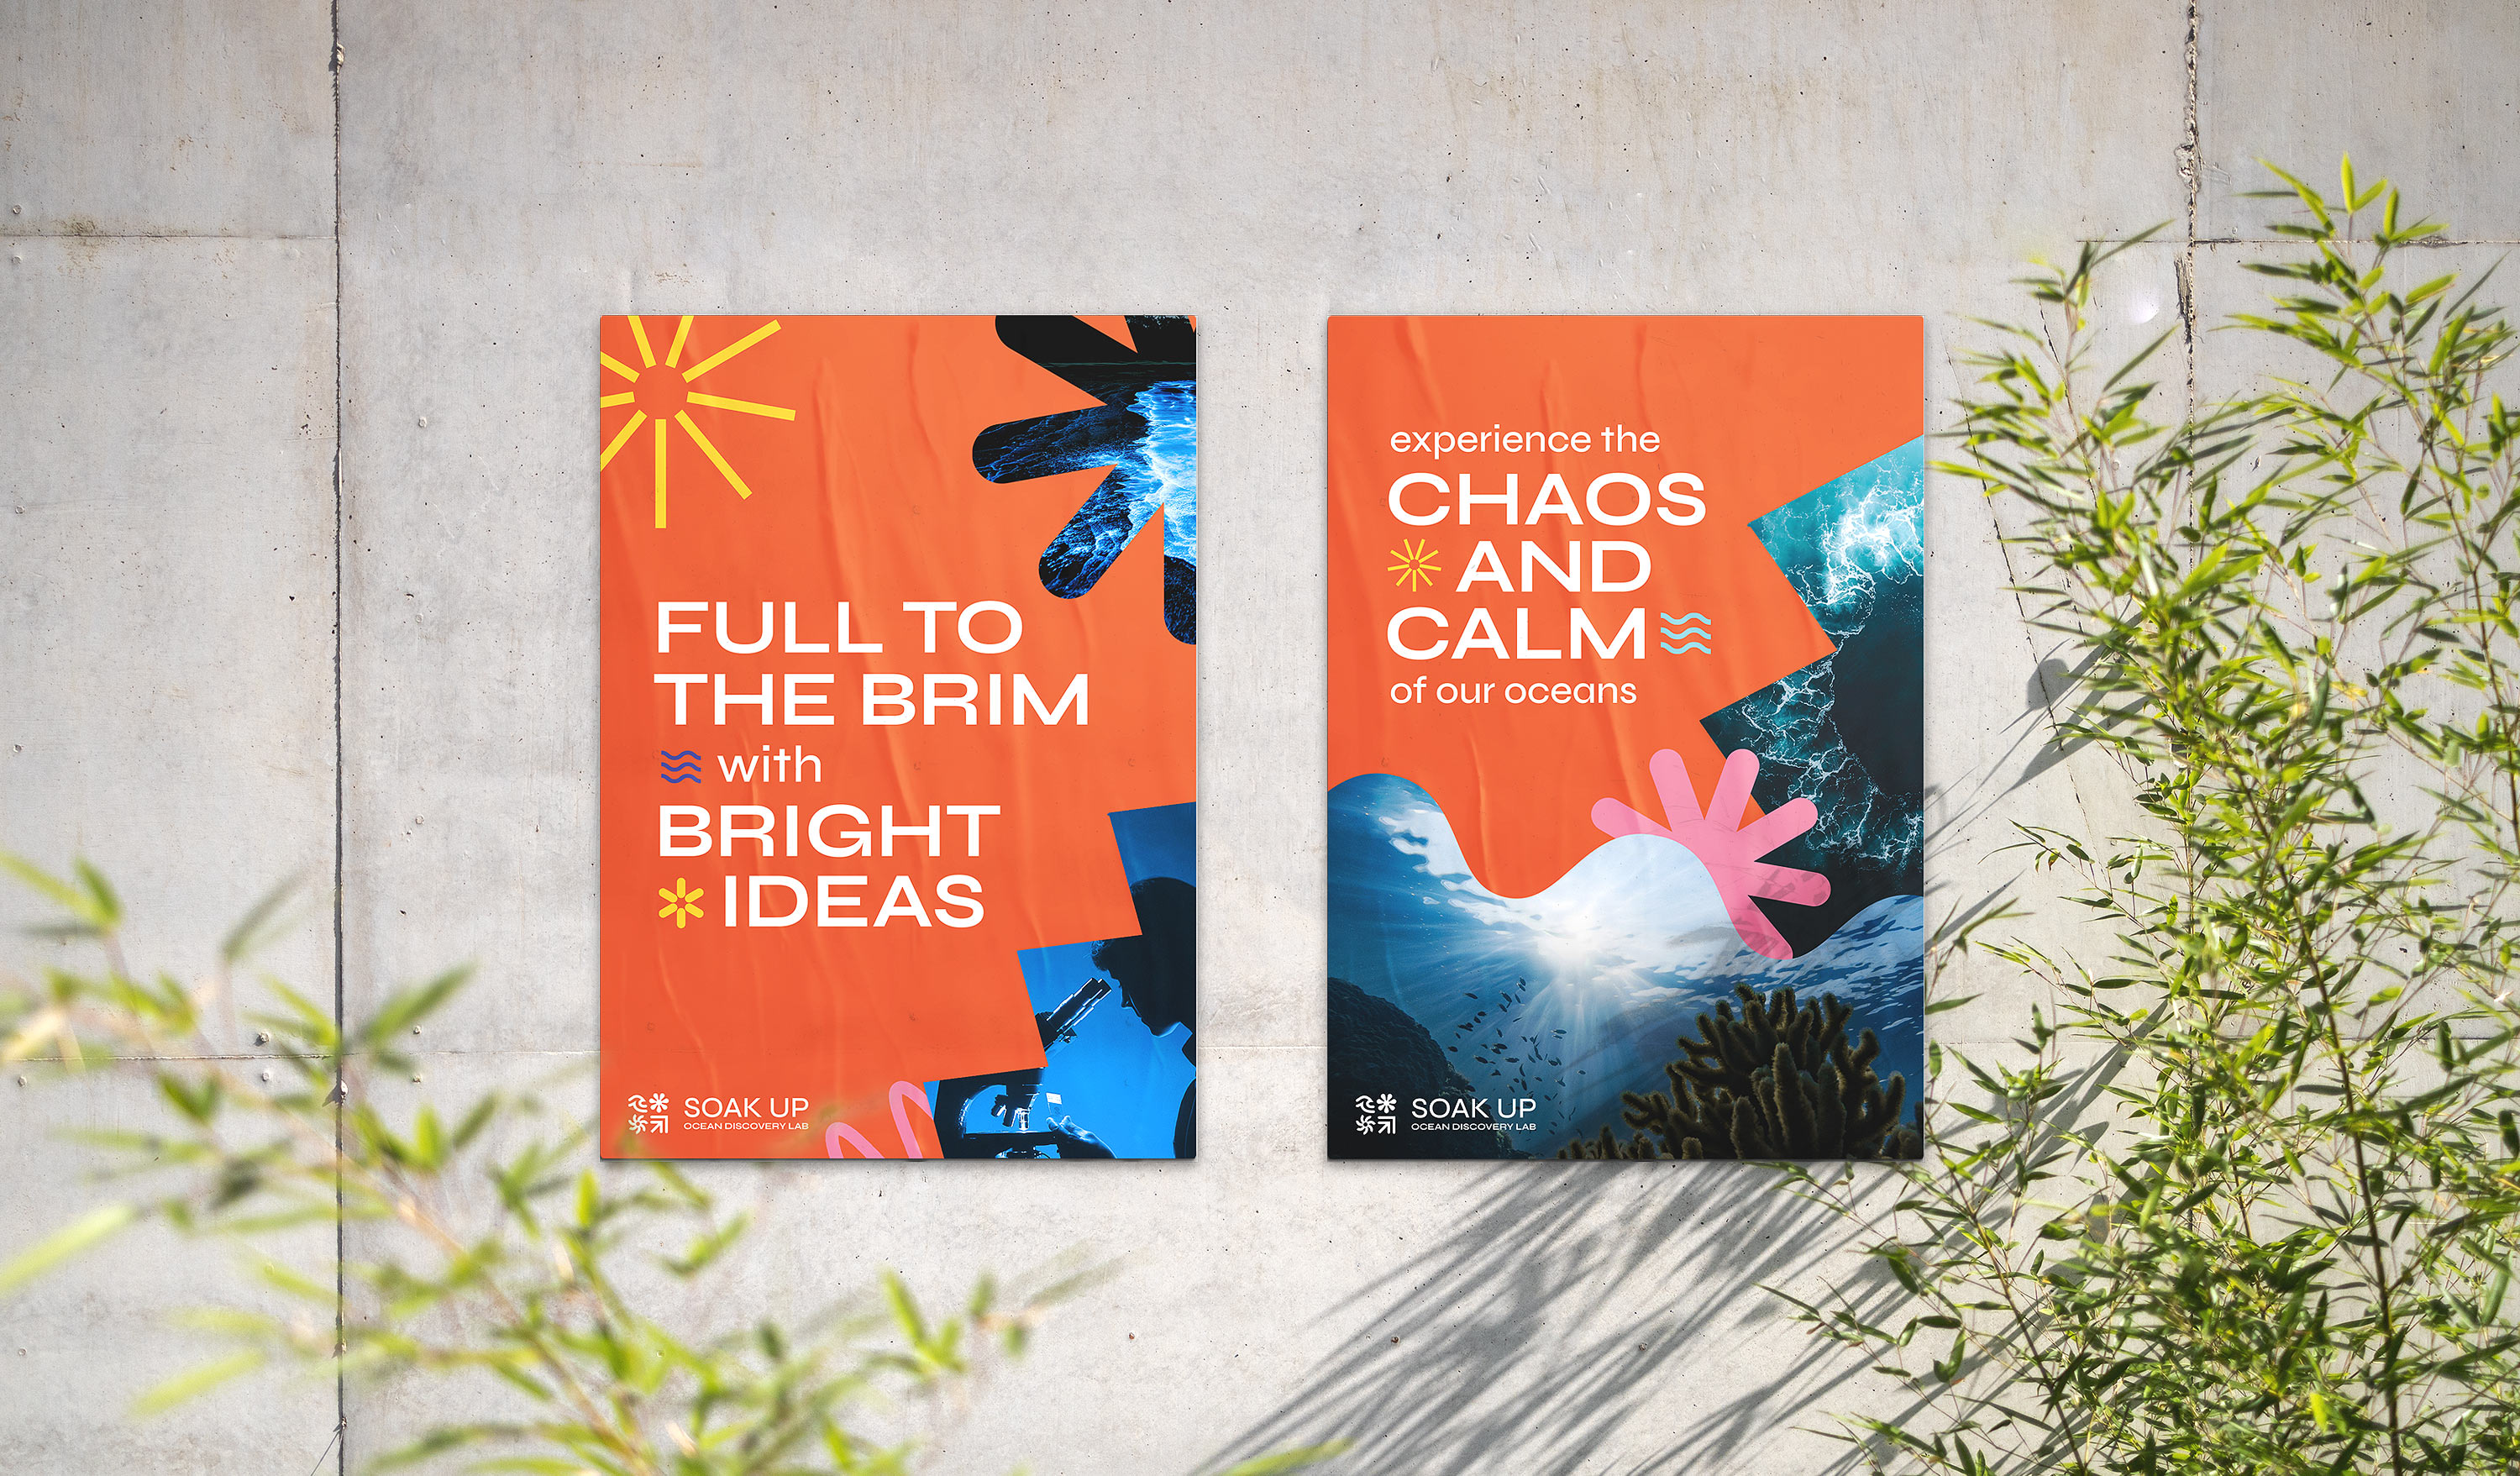 FULL TO
THE BRIM
with
BRIGHT
IDEAS
SOAK UP
OCEAN DISCOVERY LAB
experience the
CHAOS
AND
CALM
of our oceans
SOAK UP
OCEAN DISCOVERY LAB